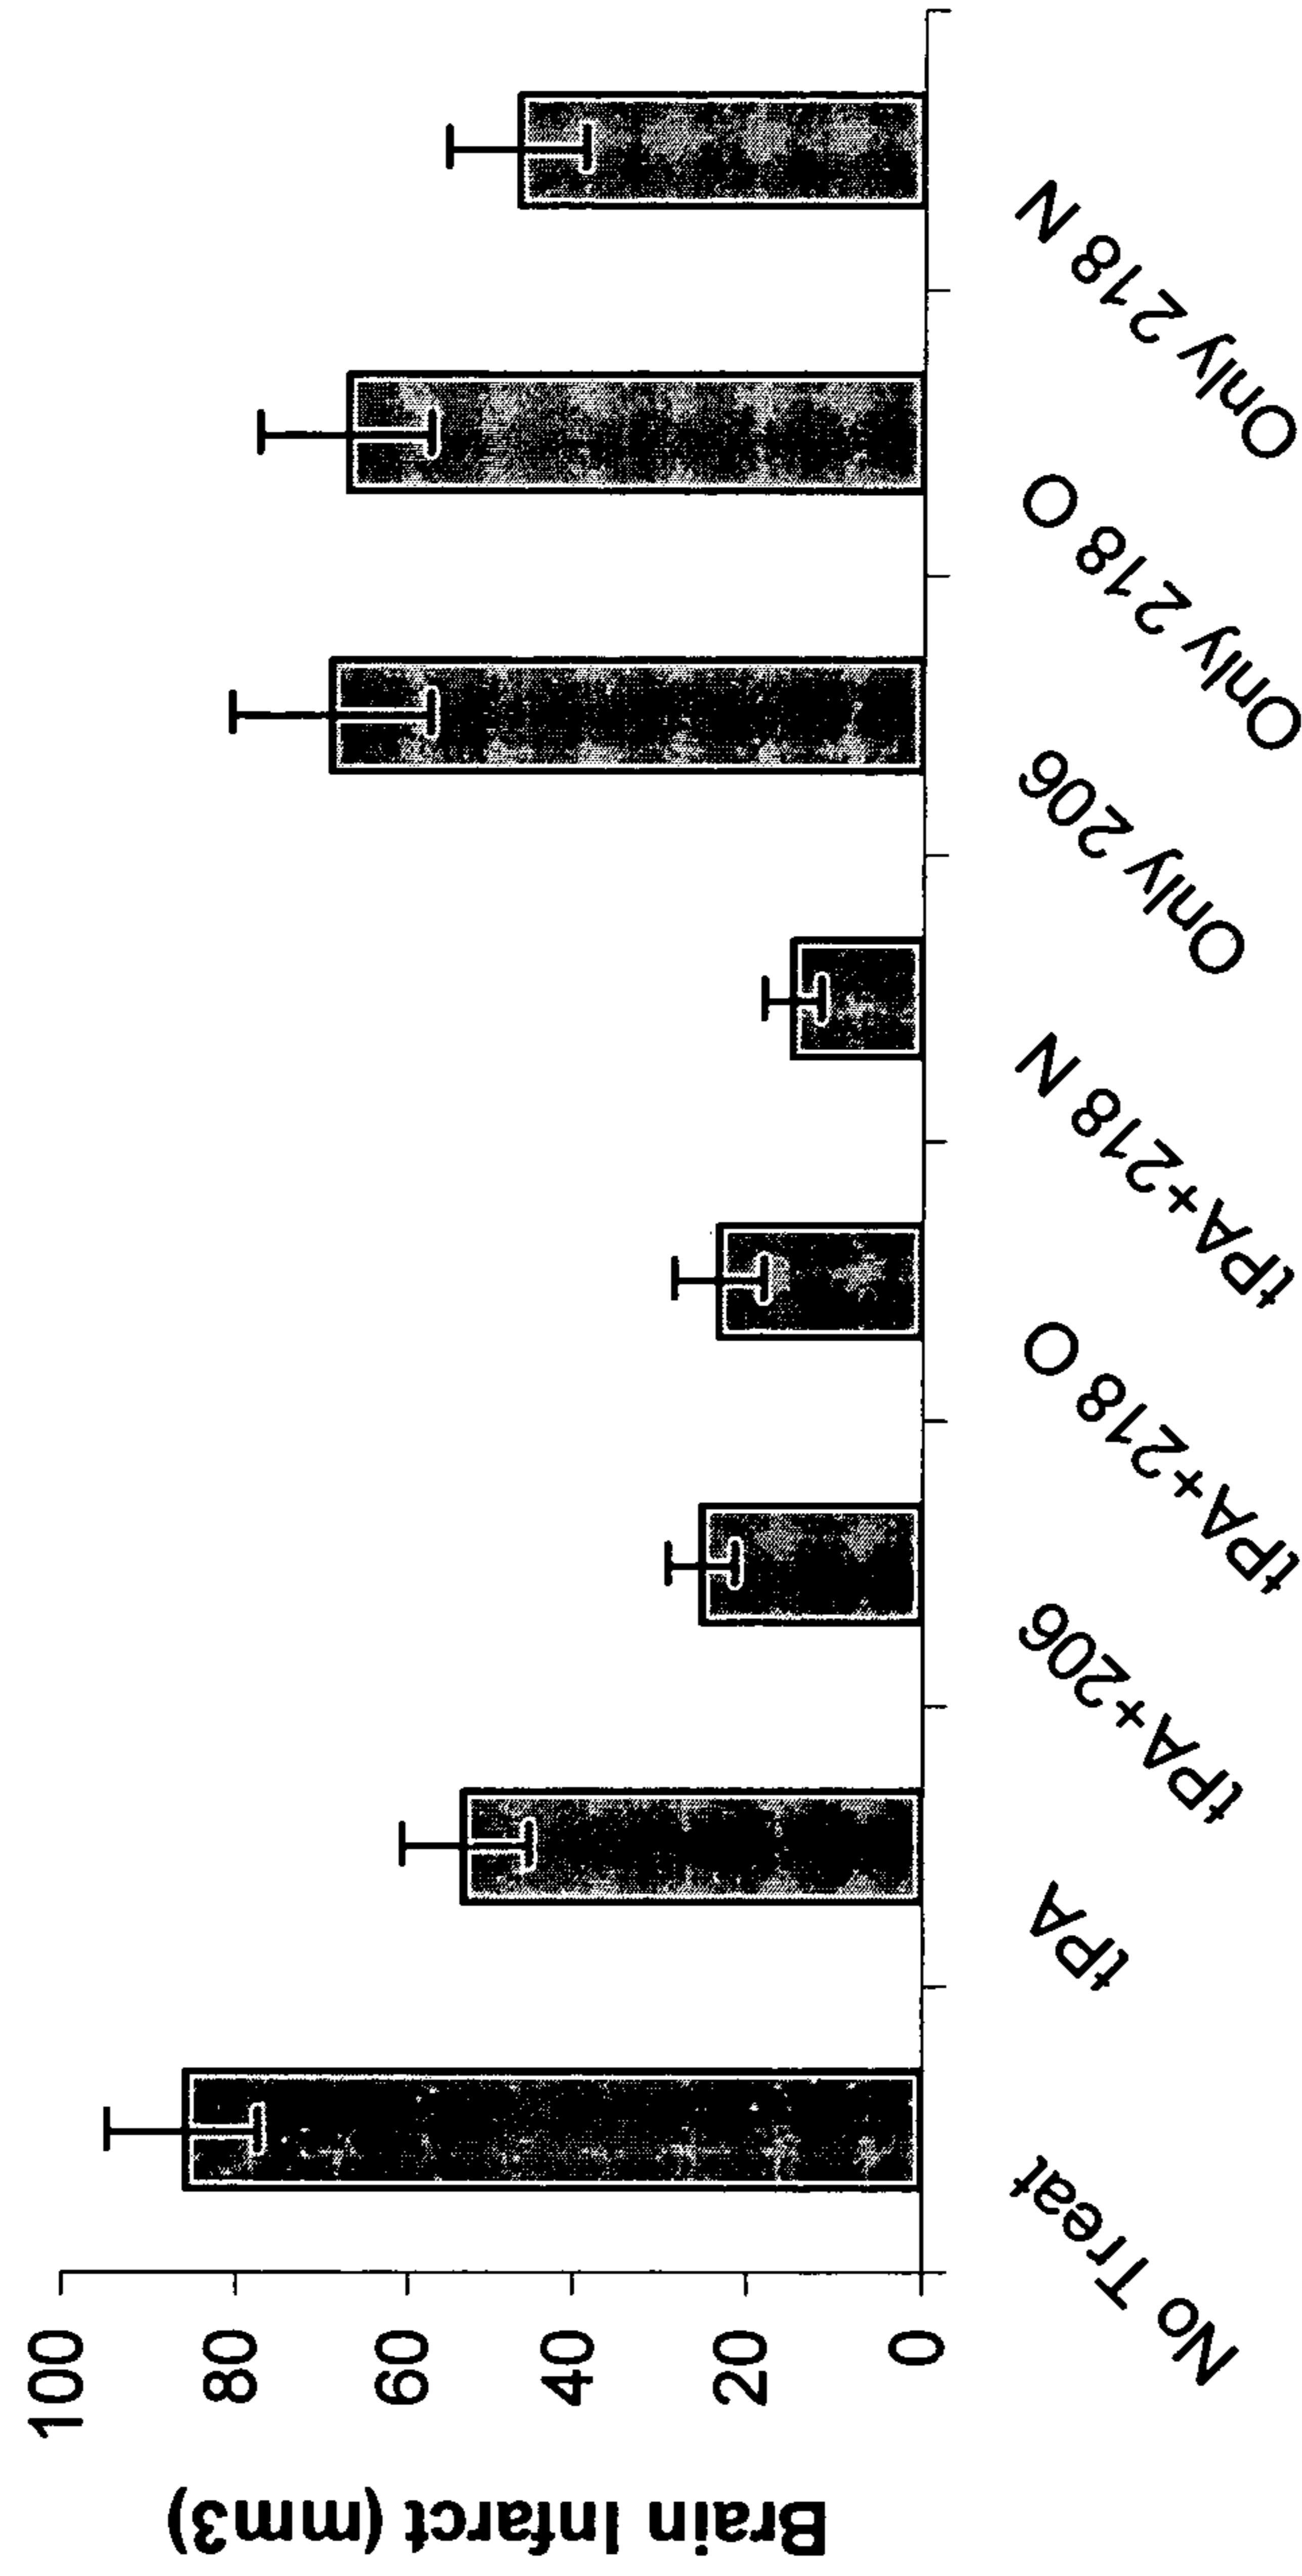 Brain Infarct (mm3)
100
80
60
40
20
0
No Treat
tPA
tPA+206
tPA+218 O
tPA+218 N
Only 206
Only 218 O
Only 218 N